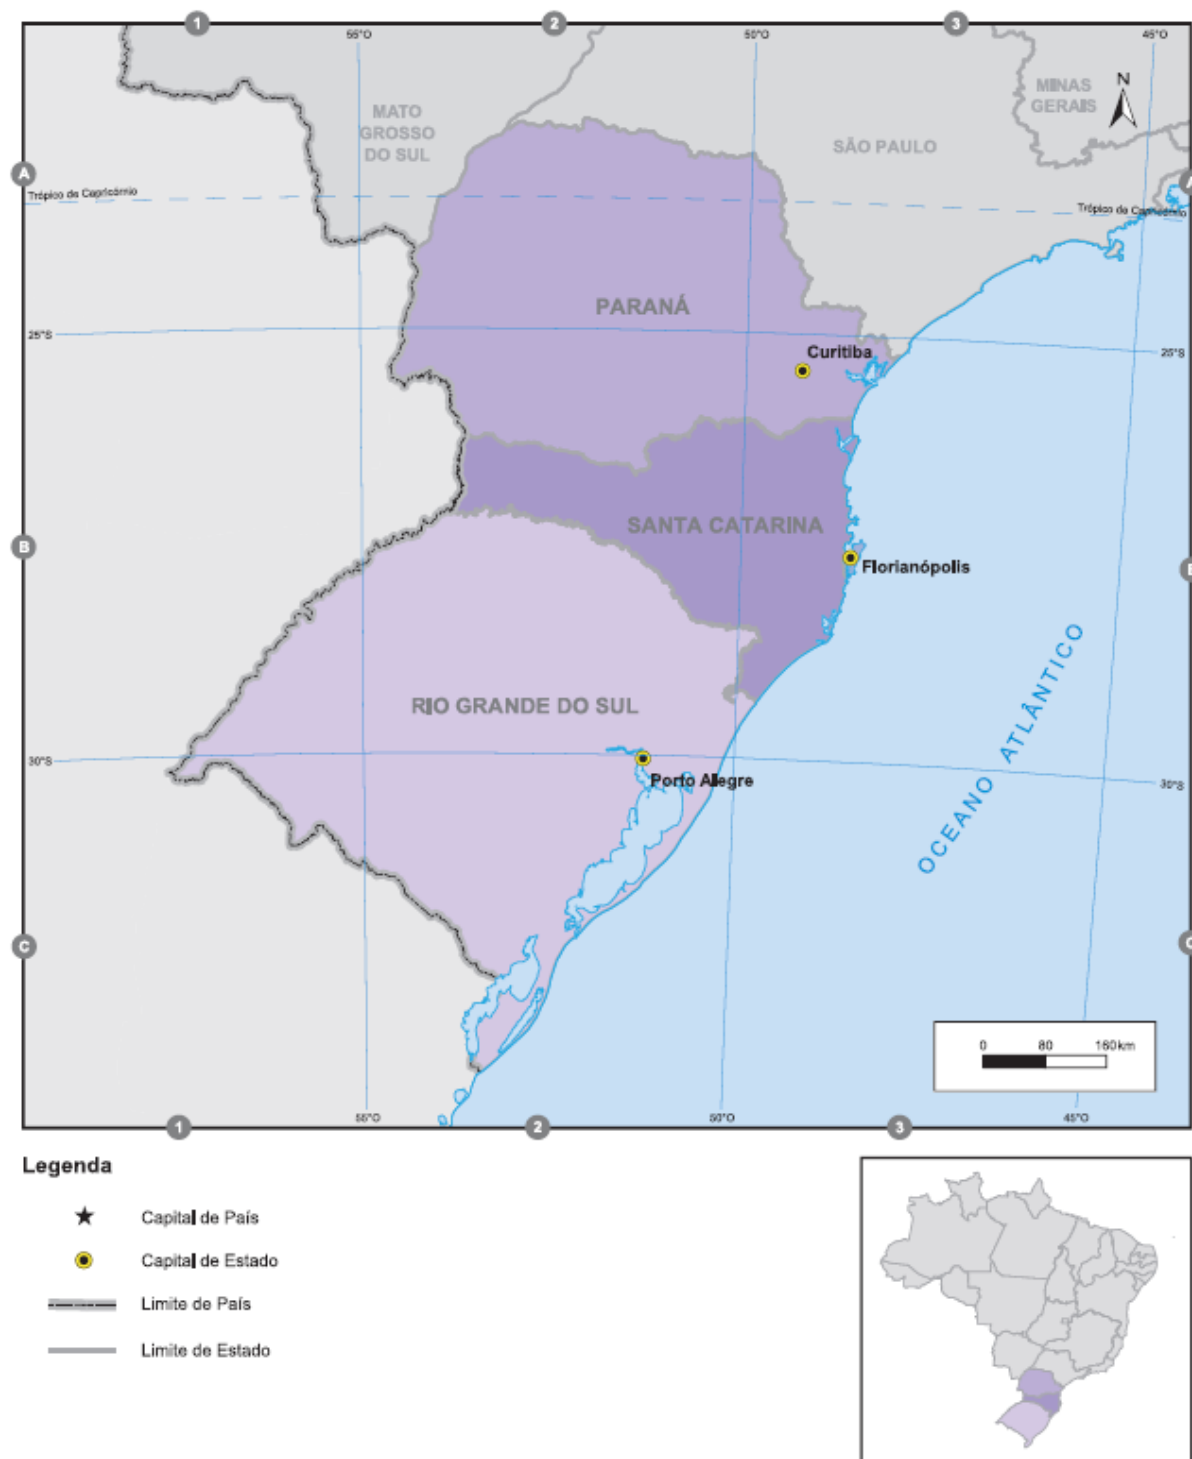 1
2
3
55°O
50°O
45°O
N
MINAS
GERAIS
MATO
GROSSO
DO SUL
SÃO PAULO
A
A
Trópico de Capricórnio
Trópico de Capricórnio
PARANÁ
25°S
25°S
Curitiba
SANTA CATARINA
B
B
Florianópolis
OCEANO ATLÂNTICO
RIO GRANDE DO SUL
30°S
30°S
Porto Alegre
C
C
0 80 160km
55°O
50°O
45°O
1
2
3
Legenda
Capital de País
Capital de Estado
Limite de País
Limite de Estado